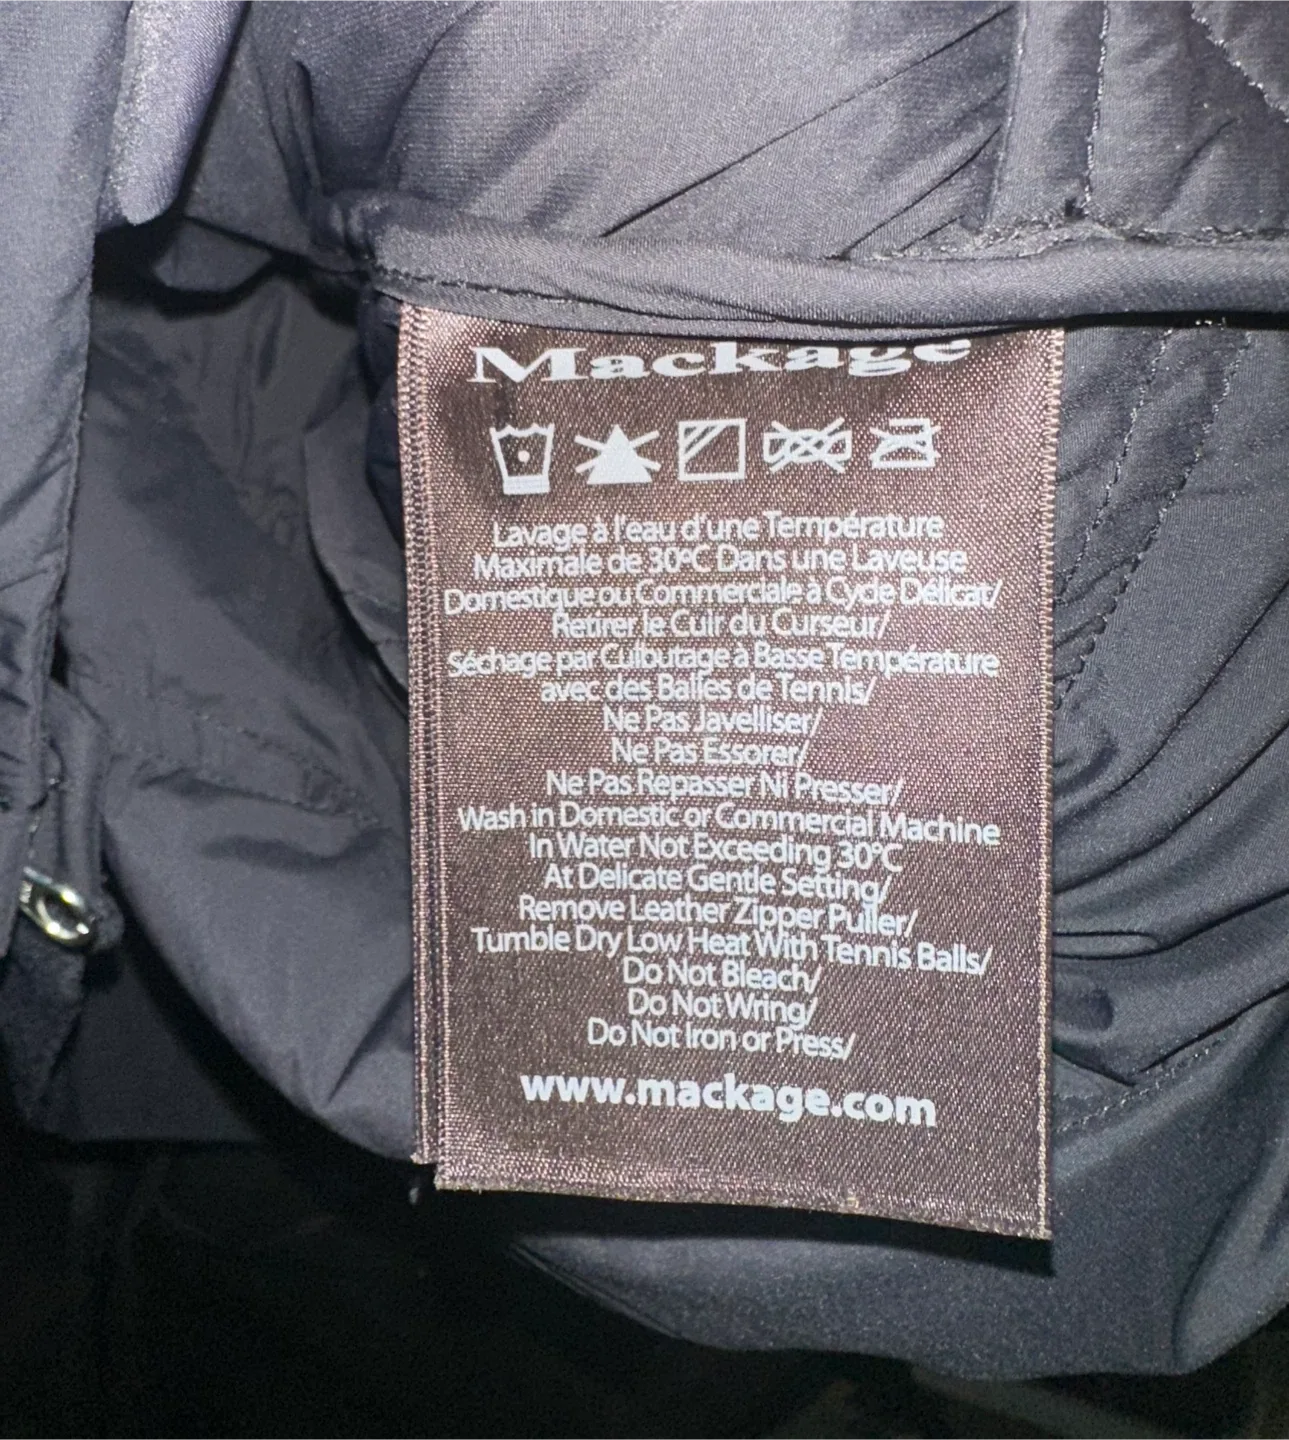 Mackage
Lavage à l'eau d'une Température
Maximale de 30°C Dans une Laveuse
Domestique ou Commerciale à Cycle Délicat/
Retirer le Cuir du Curseur/
Séchage par Culbutage à Basse Température
avec des Balles de Tennis/
Ne Pas Javelliser/
Ne Pas Essorer/
Ne Pas Repasser Ni Presser/
Wash in Domestic or Commercial Machine
In Water Not Exceeding 30°C
At Delicate Gentle Setting/
Remove Leather Zipper Puller/
Tumble Dry Low Heat With Tennis Balls/
Do Not Bleach/
Do Not Wring/
Do Not Iron or Press/
www.mackage.com